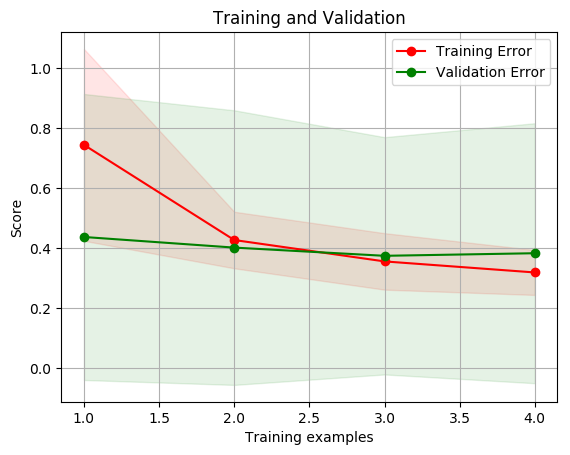 Training and Validation
Training Error
Validation Error
Score
1.0
0.8
0.6
0.4
0.2
0.0
1.0 1.5 2.0 2.5 3.0 3.5 4.0
Training examples